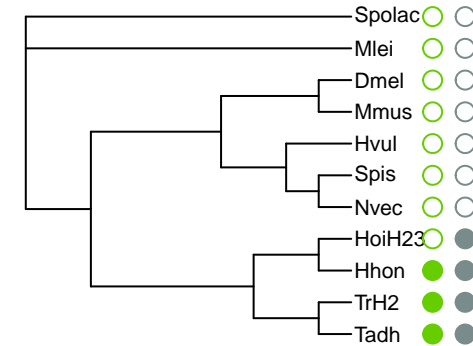 Spolac
Mlei
Dmel
Mmus
Hvul
Spis
Nvec
HoiH23
Hhon
TrH2
Tadh